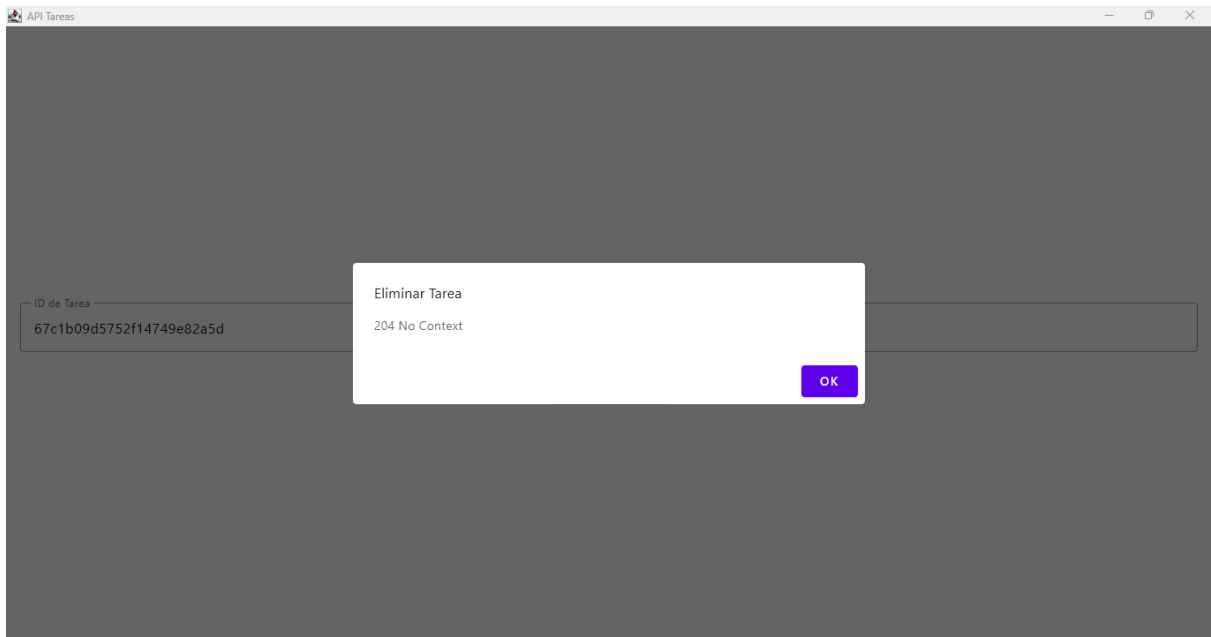 API Tareas
Eliminar Tarea
204 No Context
ID de Tarea
67c1b09d5752f14749e82a5d
OK